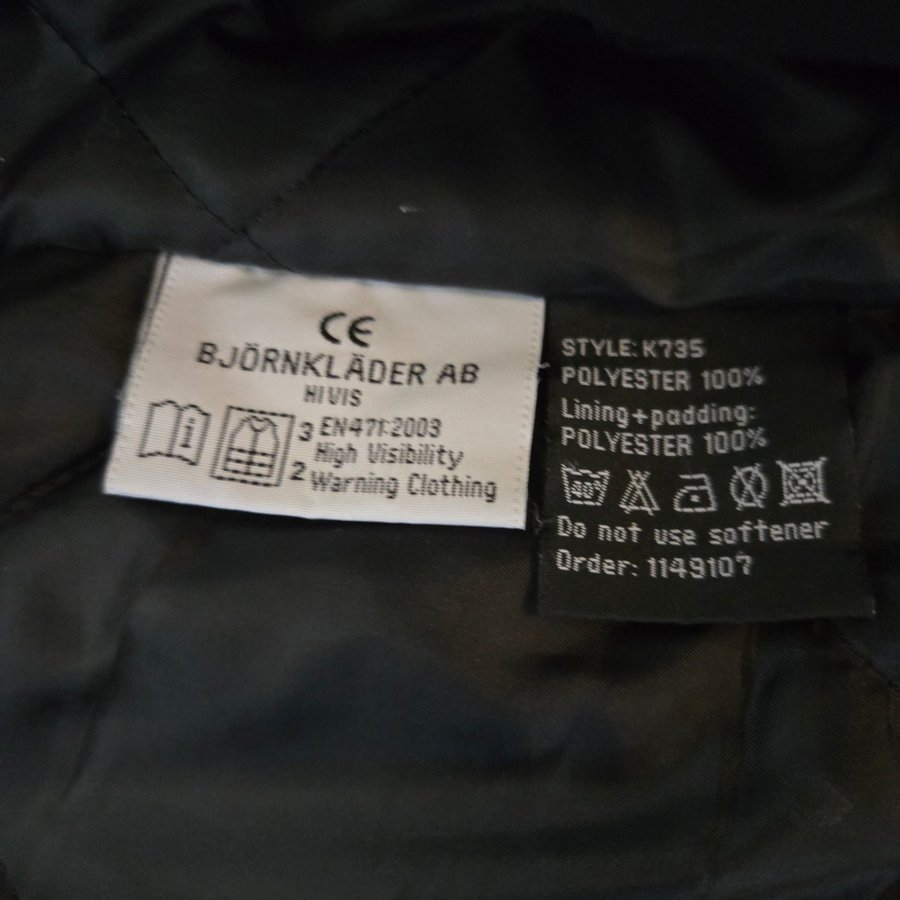 CE
BJÖRNKLÄDER AB
HI VIS
3 EN471:2003
High Visibility
2 Warning Clothing
STYLE: K735
POLYESTER 100%
Lining+padding:
POLYESTER 100%
40°
Do not use softener
Order: 1149107